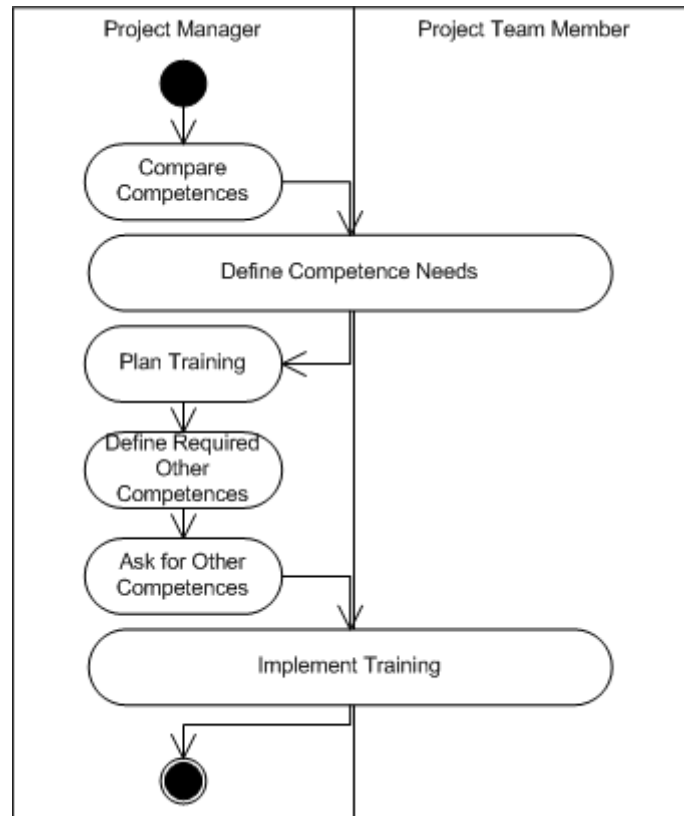 Project Manager
Project Team Member
Compare
Competences
Define Competence Needs
Plan Training
Define Required
Other
Competences
Ask for Other
Competences
Implement Training